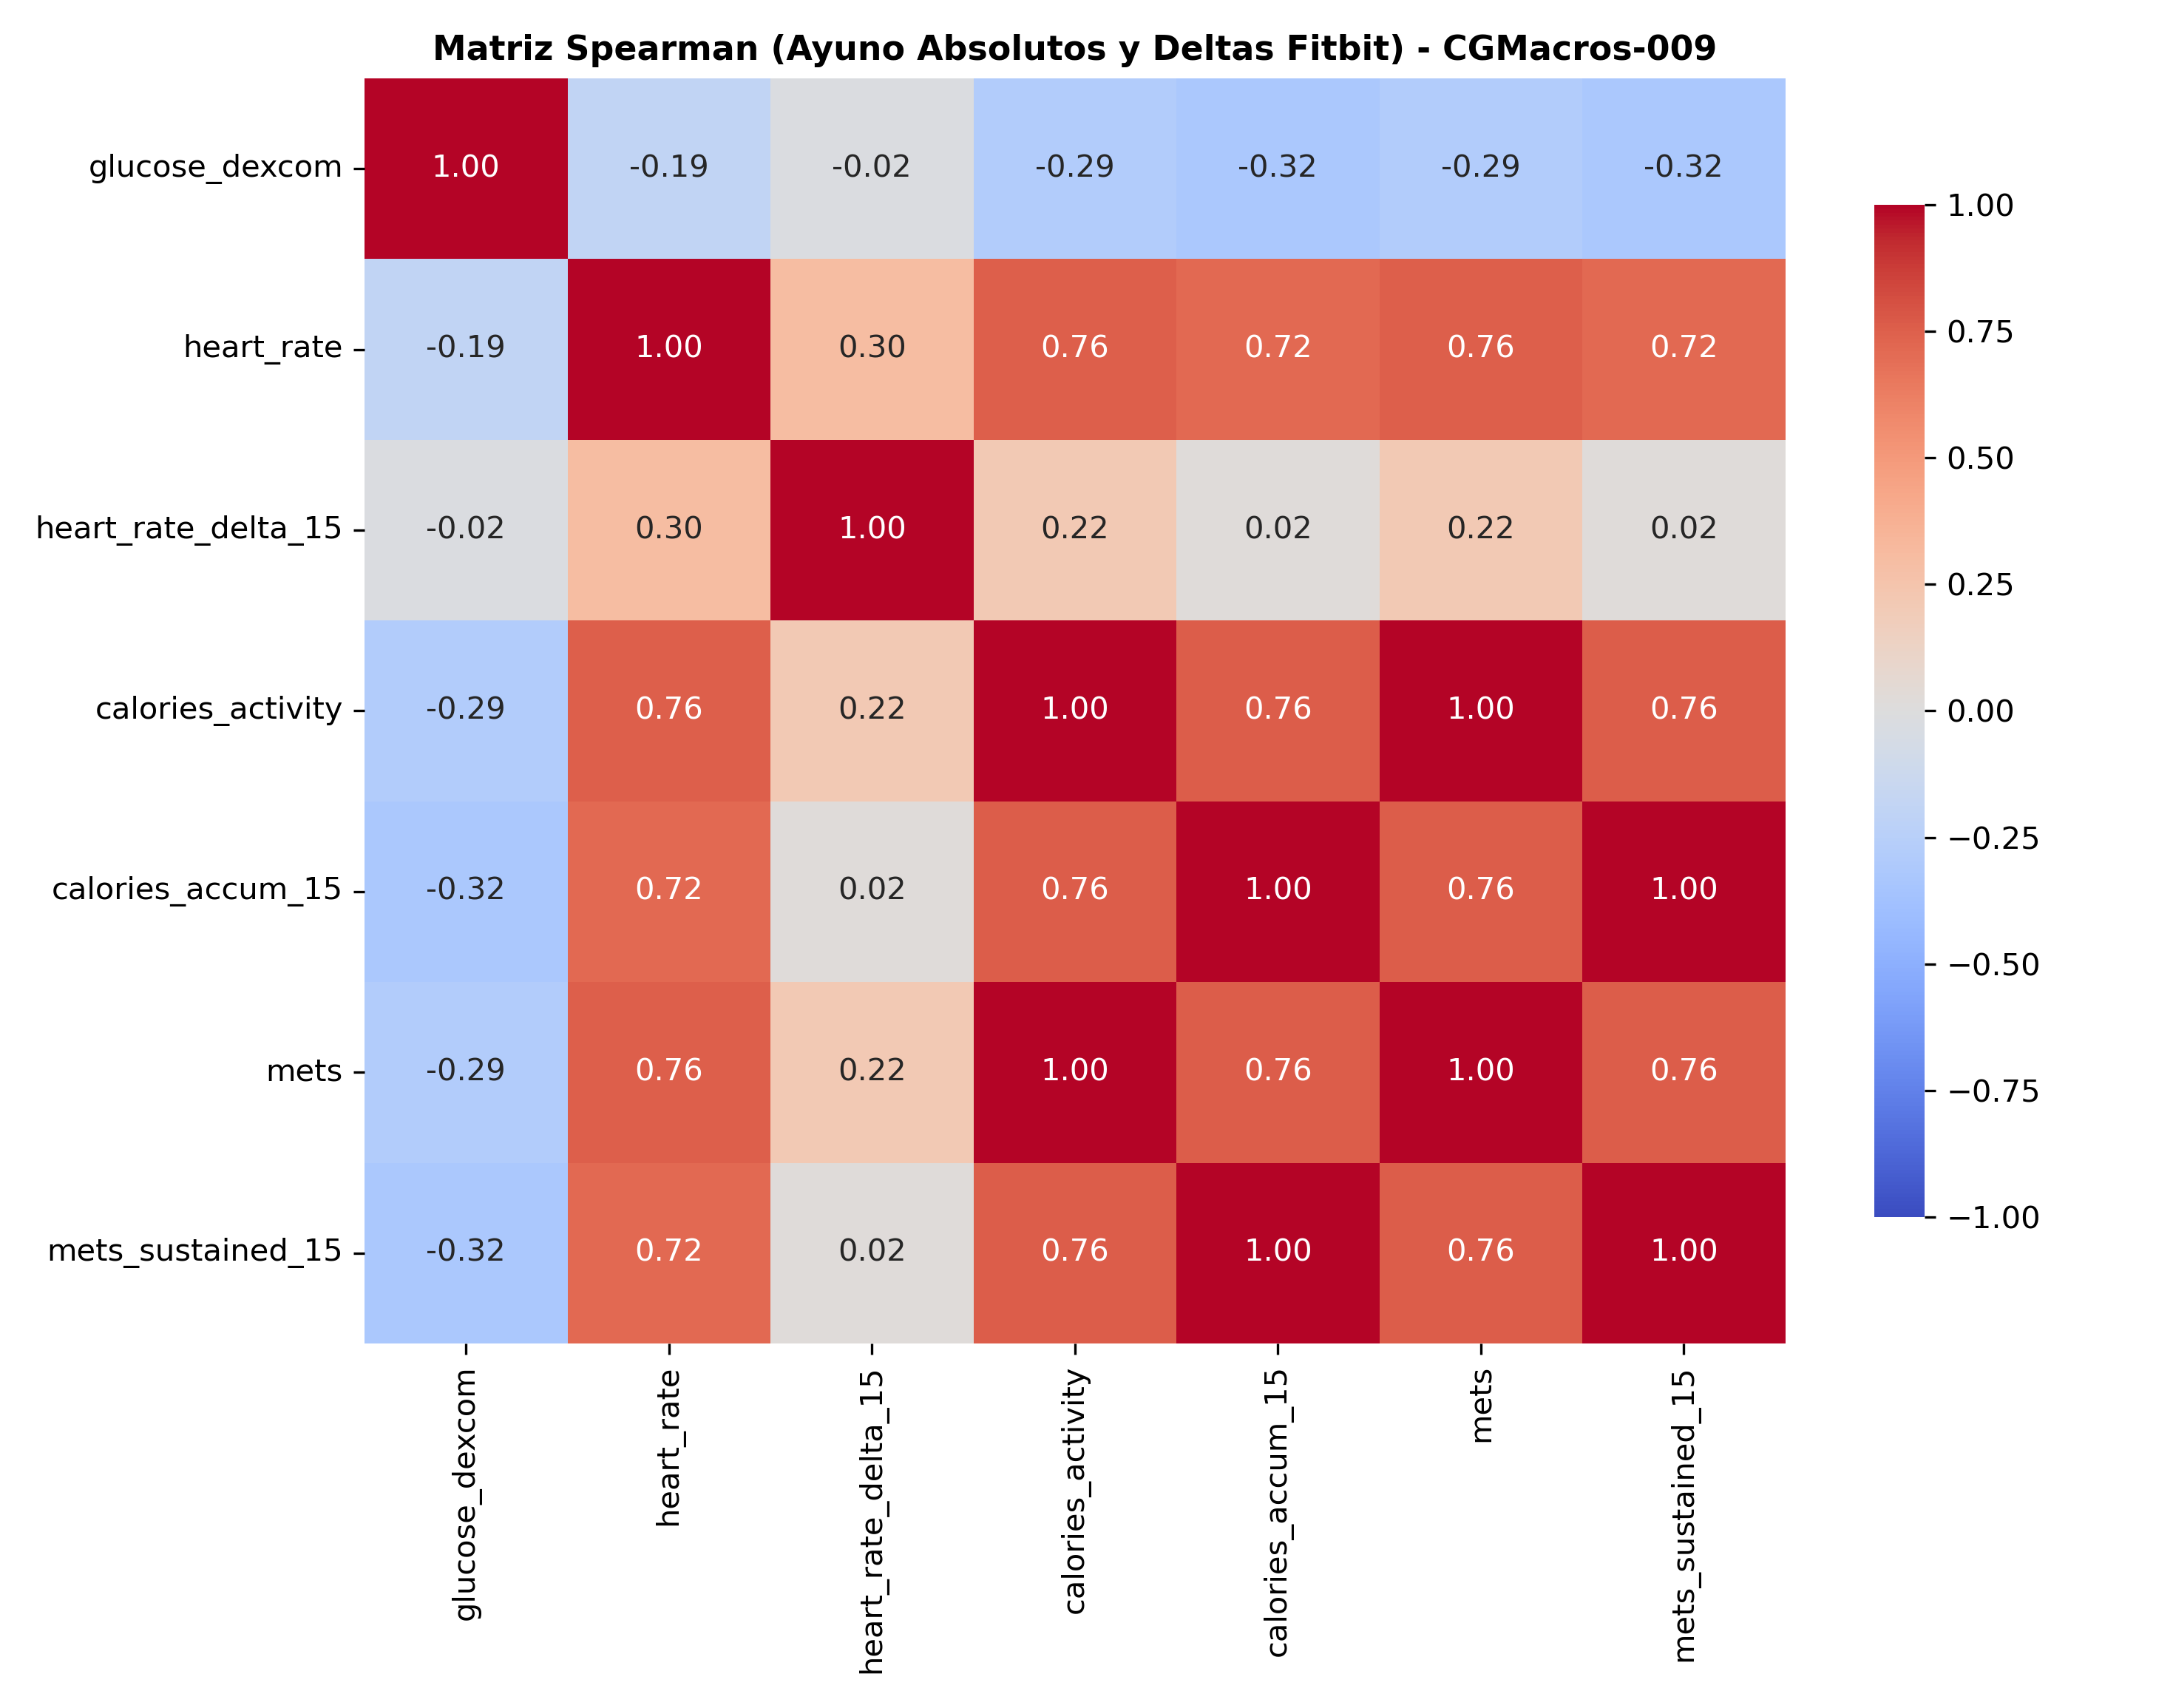 Matriz Spearman (Ayuno Absolutos y Deltas Fitbit) - CGMacros-009
glucose_dexcom 1.00 -0.19 -0.02 -0.29 -0.32 -0.29 -0.32
heart_rate -0.19 1.00 0.30 0.76 0.72 0.76 0.72
heart_rate_delta_15 -0.02 0.30 1.00 0.22 0.02 0.22 0.02
calories_activity -0.29 0.76 0.22 1.00 0.76 1.00 0.76
calories_accum_15 -0.32 0.72 0.02 0.76 1.00 0.76 1.00
mets -0.29 0.76 0.22 1.00 0.76 1.00 0.76
mets_sustained_15 -0.32 0.72 0.02 0.76 1.00 0.76 1.00
glucose_dexcom
heart_rate
heart_rate_delta_15
calories_activity
calories_accum_15
mets
mets_sustained_15
1.00
0.75
0.50
0.25
0.00
−0.25
−0.50
−0.75
−1.00